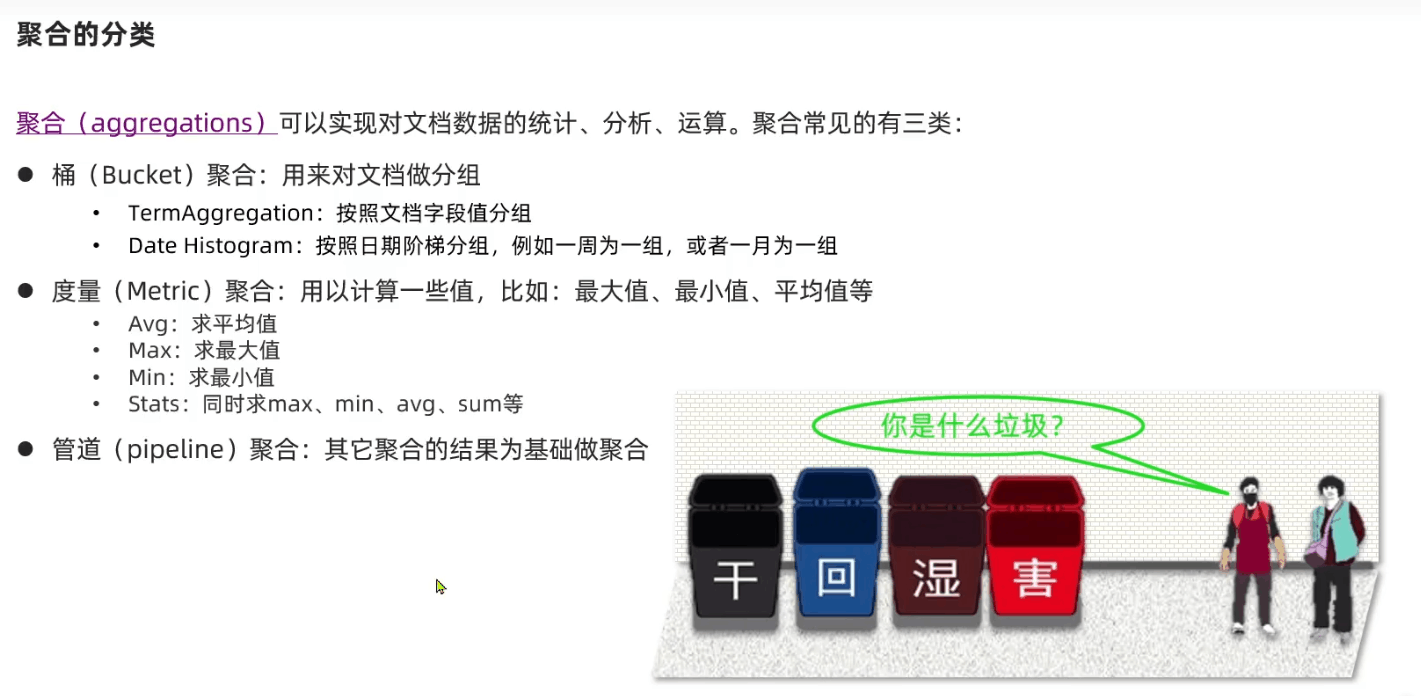 聚合的分类
聚合（aggregations）可以实现对文档数据的统计、分析、运算。聚合常见的有三类：
● 桶（Bucket）聚合：用来对文档做分组
• TermAggregation：按照文档字段值分组
• Date Histogram：按照日期阶梯分组，例如一周为一组，或者一月为一组
● 度量（Metric）聚合：用以计算一些值，比如：最大值、最小值、平均值等
• Avg：求平均值
• Max：求最大值
• Min：求最小值
• Stats：同时求max、min、avg、sum等
● 管道（pipeline）聚合：其它聚合的结果为基础做聚合
你是什么垃圾？
干 回 湿 害